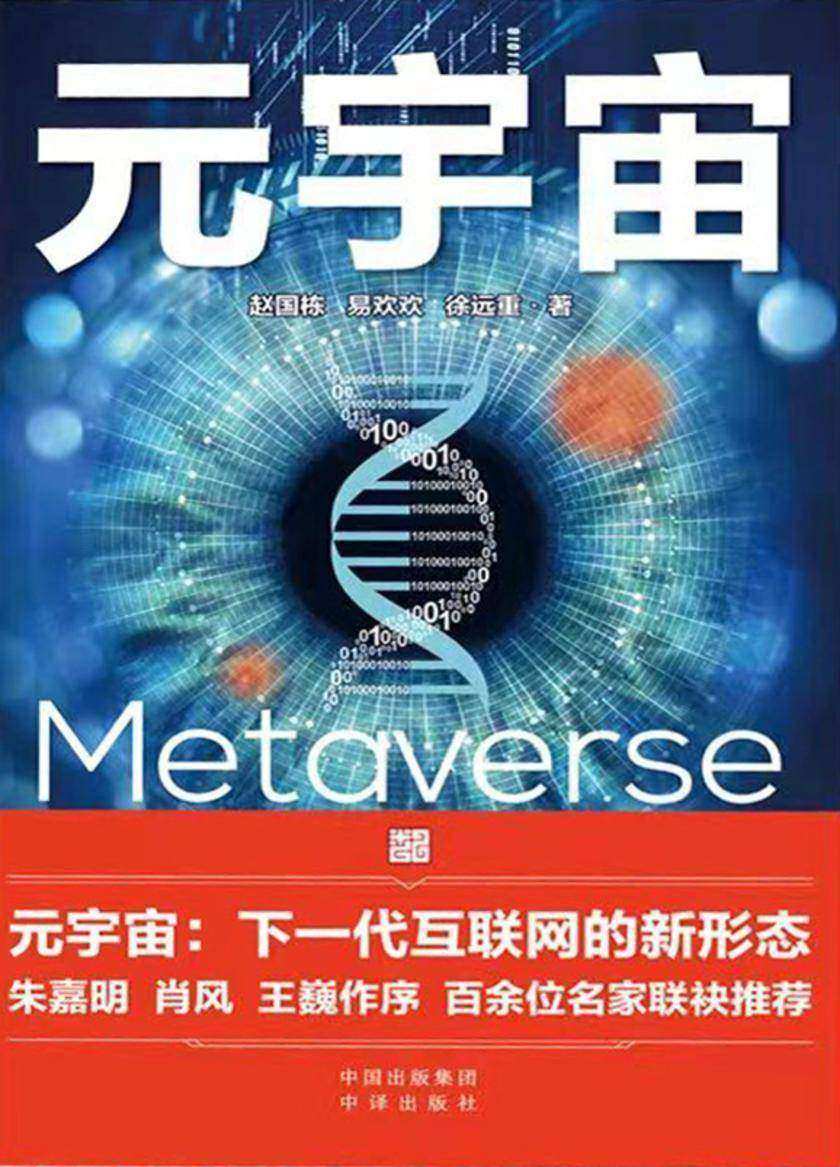 元宇宙
赵国栋 易欢欢 徐远重·著
Metaverse
元宇宙：下一代互联网的新形态
朱嘉明 肖风 王巍作序 百余位名家联袂推荐
中国出版集团
中译出版社